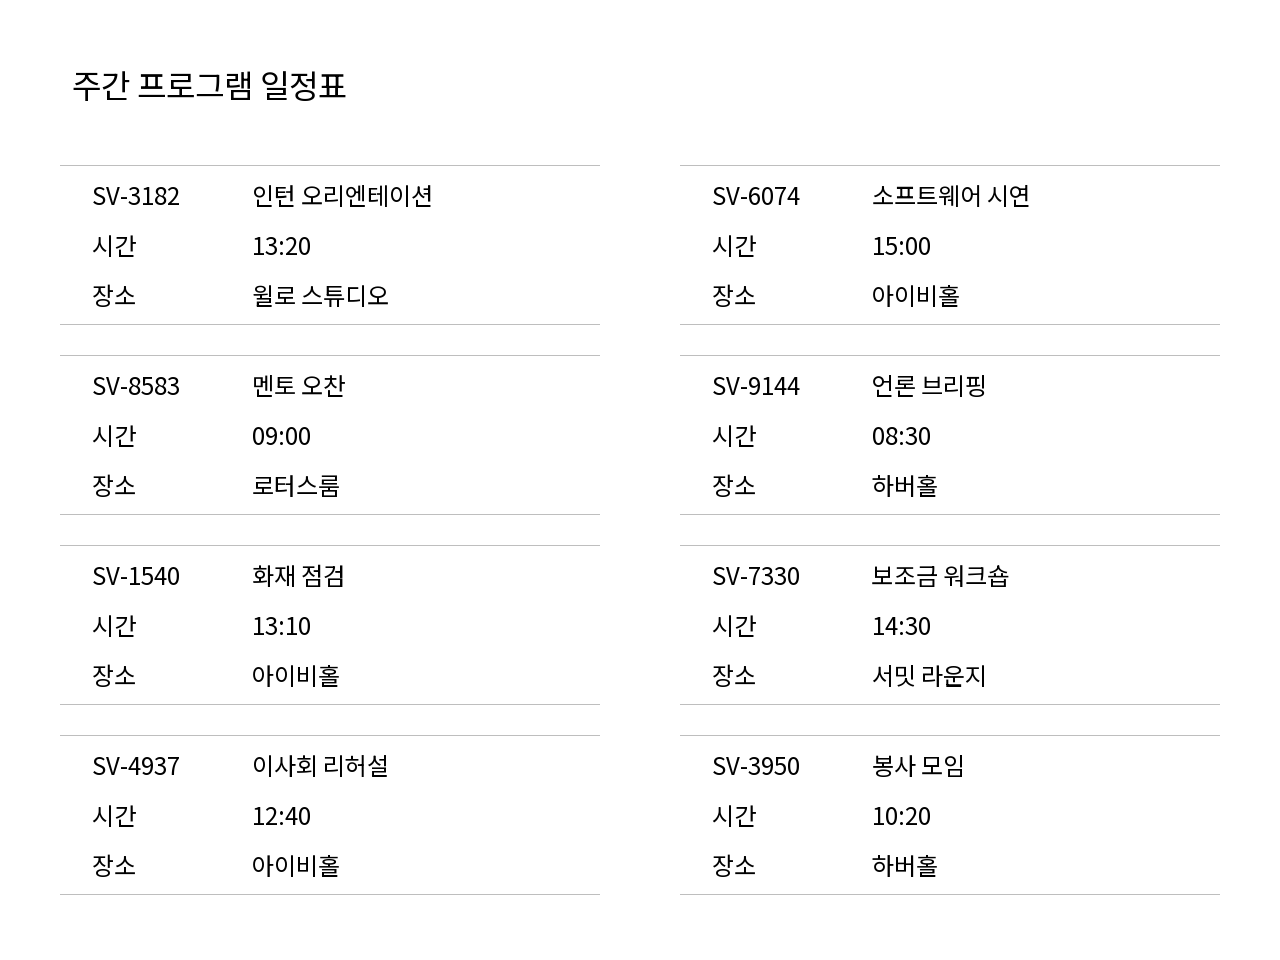 주간 프로그램 일정표
SV-3182 인턴 오리엔테이션
시간 13:20
장소 윌로 스튜디오
SV-8583 멘토 오찬
시간 09:00
장소 로터스룸
SV-1540 화재 점검
시간 13:10
장소 아이비홀
SV-4937 이사회 리허설
시간 12:40
장소 아이비홀
SV-6074 소프트웨어 시연
시간 15:00
장소 아이비홀
SV-9144 언론 브리핑
시간 08:30
장소 하버홀
SV-7330 보조금 워크숍
시간 14:30
장소 서밋 라운지
SV-3950 봉사 모임
시간 10:20
장소 하버홀